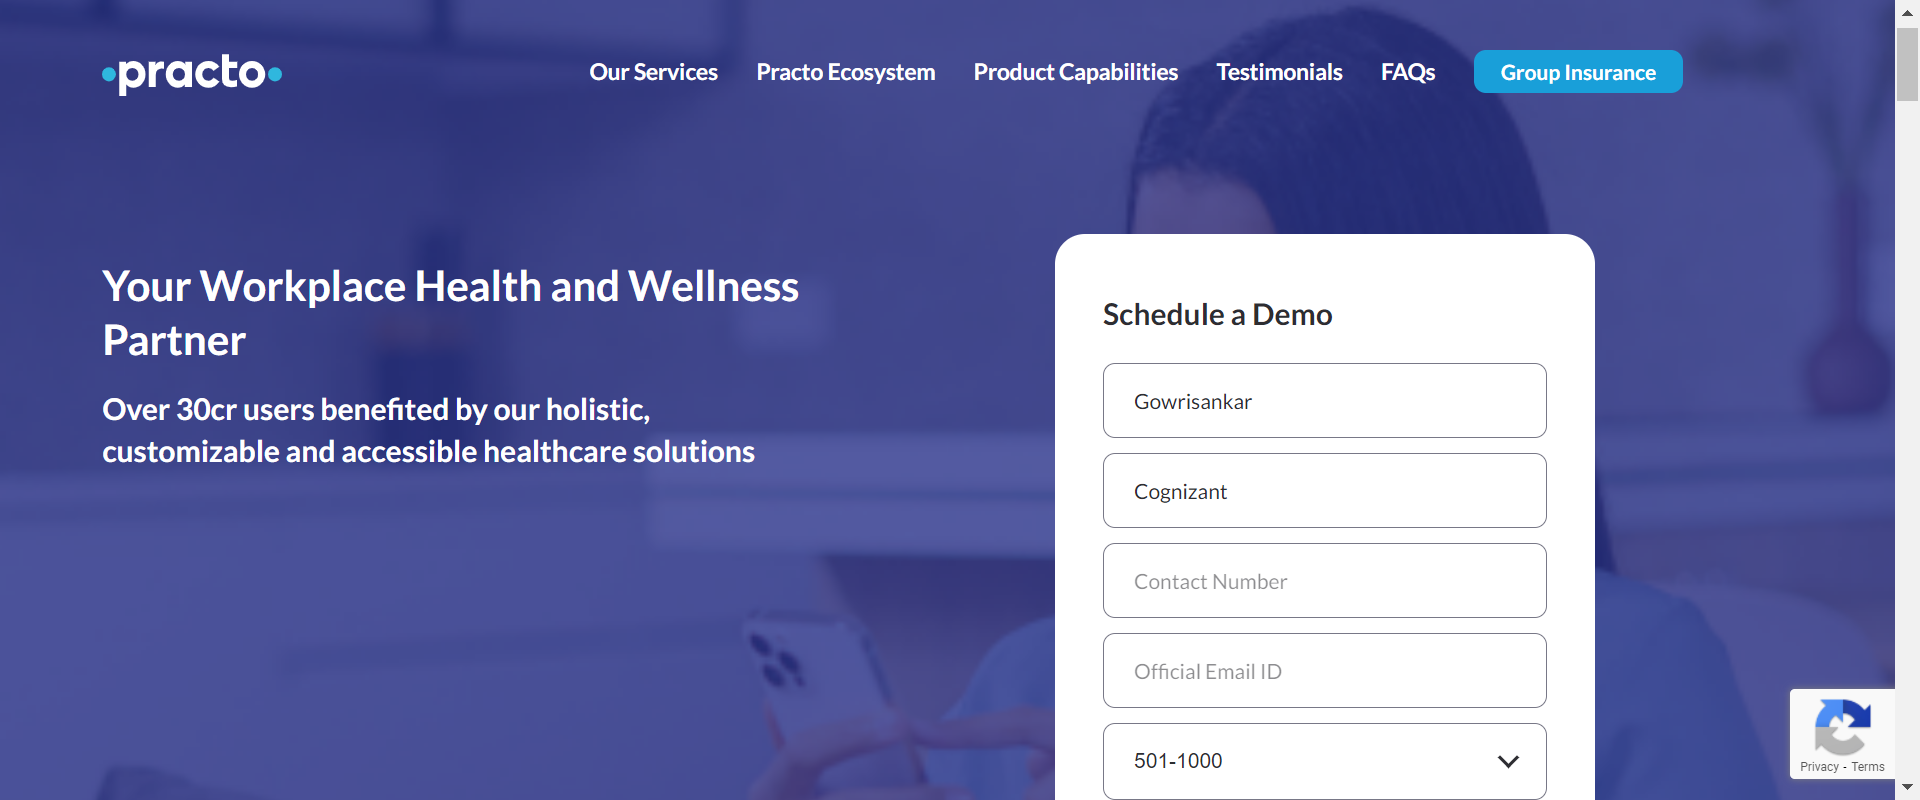 practo
Our Services
Practo Ecosystem
Product Capabilities
Testimonials
FAQs
Group Insurance
Your Workplace Health and Wellness
Partner
Over 30cr users benefited by our holistic,
customizable and accessible healthcare solutions
Schedule a Demo
Gowrisankar
Cognizant
Contact Number
Official Email ID
501-1000
Privacy - Terms